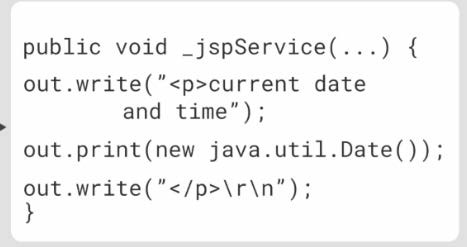 public void _jspService(...) {
out.write("<p>current date
and time");
out.print(new java.util.Date());
out.write("</p>\r\n");
}